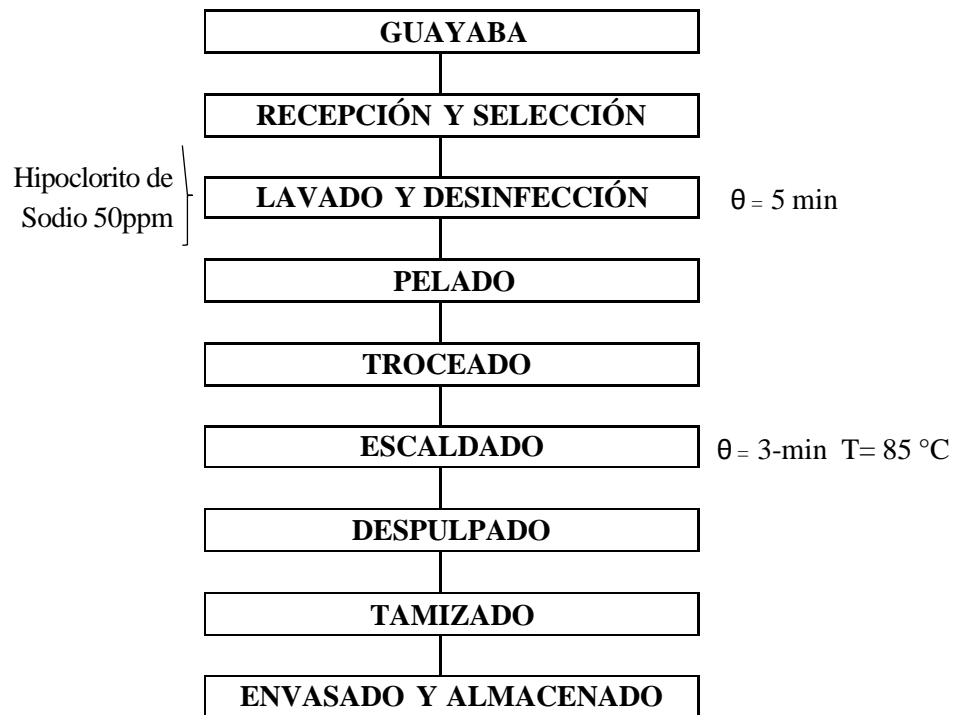 GUAYABA
RECEPCIÓN Y SELECCIÓN
Hipoclorito de
Sodio 50ppm
LAVADO Y DESINFECCIÓN
θ = 5 min
PELADO
TROCEADO
ESCALDADO
θ = 3-min T= 85 °C
DESPULPADO
TAMIZADO
ENVASADO Y ALMACENADO